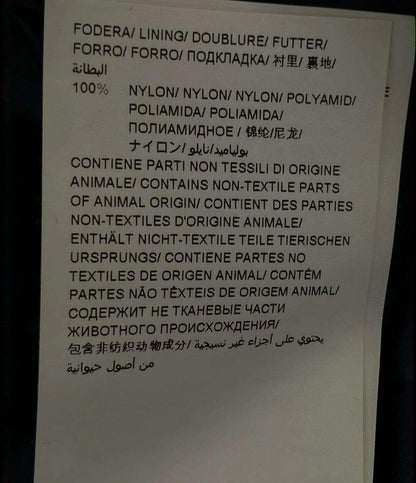 FODERA/ LINING/ DOUBLURE/ FUTTER/
FORRO/ FORRO/ ПОДКЛАДКА/ 衬里/ 裏地/
البطانة
100% NYLON/ NYLON/ NYLON/ POLYAMID/
POLIAMIDA/ POLIAMIDA/
ПОЛИАМИДНОЕ / 锦纶/尼龙/
ナイロン/ بوليامید/نايلو
CONTIENE PARTI NON TESSILI DI ORIGINE
ANIMALE/ CONTAINS NON-TEXTILE PARTS
OF ANIMAL ORIGIN/ CONTIENT DES PARTIES
NON-TEXTILES D'ORIGINE ANIMALE/
ENTHÄLT NICHT-TEXTILE TEILE TIERISCHEN
URSPRUNGS/ CONTIENE PARTES NO
TEXTILES DE ORIGEN ANIMAL/ CONTÉM
PARTES NÃO TÊXTEIS DE ORIGEM ANIMAL/
СОДЕРЖИТ НЕ ТКАНЕВЫЕ ЧАСТИ
ЖИВОТНОГО ПРОИСХОЖДЕНИЯ/
包含非纺织动物成分/ يحتوي على أجزاء غير نسيجية
من أصول حيوانية